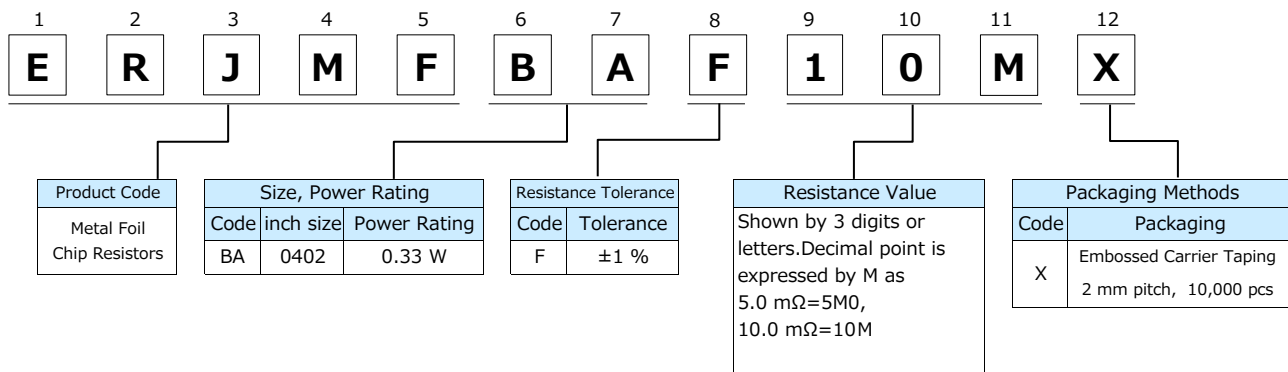 1 2 3 4 5 6 7 8 9 10 11 12
E R J M F B A F 1 0 M X
Product Code
Metal Foil
Chip Resistors
Size, Power Rating
Code inch size Power Rating
BA 0402 0.33 W
Resistance Tolerance
Code Tolerance
F ±1 %
Resistance Value
Shown by 3 digits or
letters.Decimal point is
expressed by M as
5.0 mΩ=5M0,
10.0 mΩ=10M
Packaging Methods
Code Packaging
X Embossed Carrier Taping
2 mm pitch, 10,000 pcs